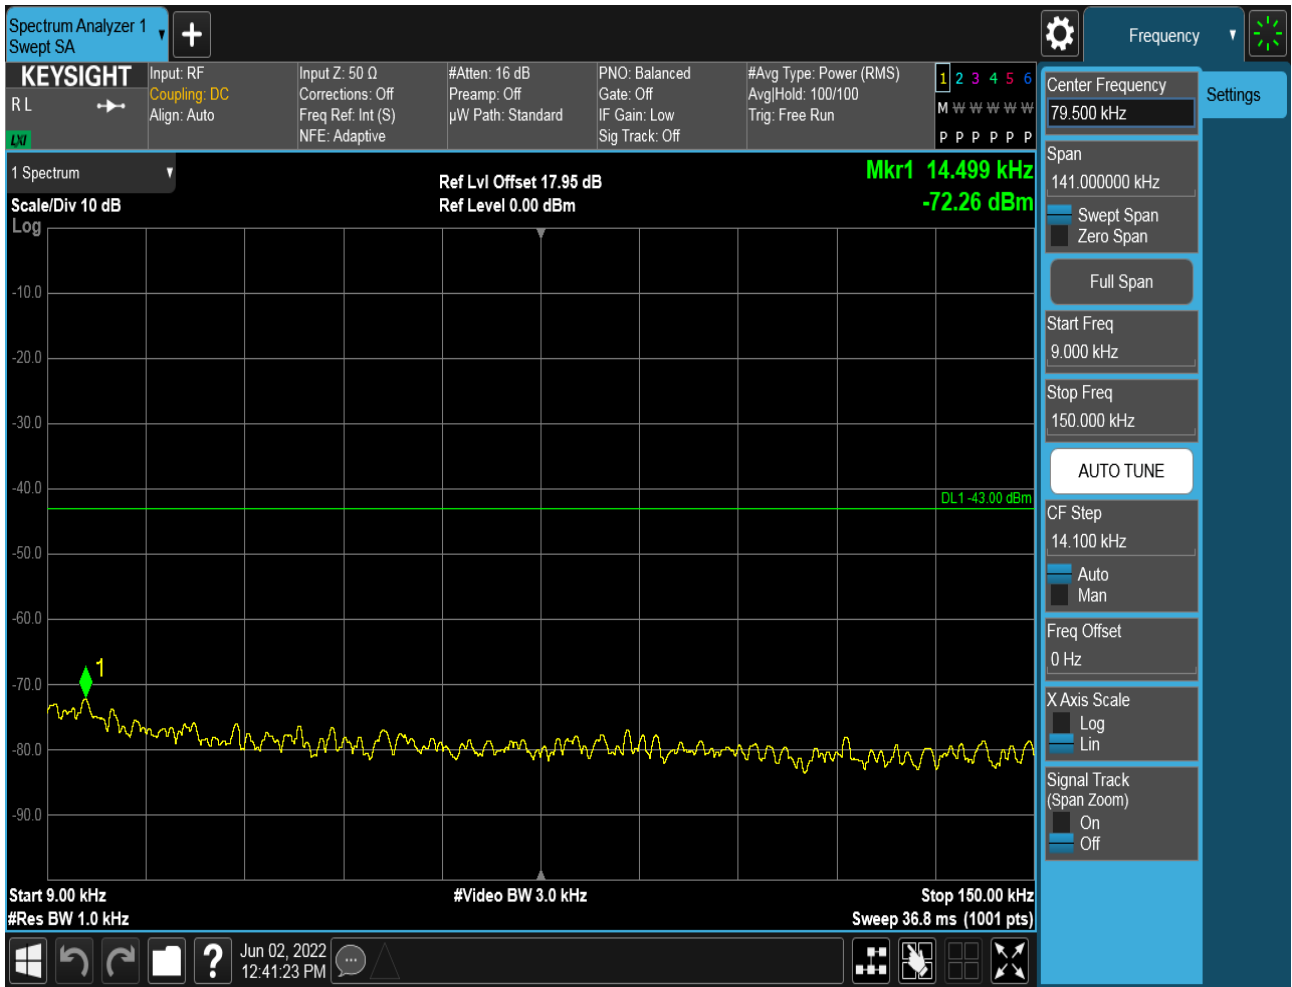 Spectrum Analyzer 1
Swept SA
Frequency
KEYSIGHT
R L
LXI
Input: RF
Coupling: DC
Align: Auto
Input Z: 50 Ω
Corrections: Off
Freq Ref: Int (S)
NFE: Adaptive
#Atten: 16 dB
Preamp: Off
µW Path: Standard
PNO: Balanced
Gate: Off
IF Gain: Low
Sig Track: Off
#Avg Type: Power (RMS)
Avg|Hold: 100/100
Trig: Free Run
1 2 3 4 5 6
M W W W W W
P P P P P P
Center Frequency
79.500 kHz
Settings
Span
141.000000 kHz
Swept Span
Zero Span
Full Span
Start Freq
9.000 kHz
Stop Freq
150.000 kHz
AUTO TUNE
CF Step
14.100 kHz
Auto
Man
Freq Offset
0 Hz
X Axis Scale
Log
Lin
Signal Track
(Span Zoom)
On
Off
1 Spectrum
Scale/Div 10 dB
Log
Ref Lvl Offset 17.95 dB
Ref Level 0.00 dBm
Mkr1 14.499 kHz
-72.26 dBm
-10.0
-20.0
-30.0
-40.0
DL1 -43.00 dBm
-50.0
-60.0
1
-70.0
-80.0
-90.0
Start 9.00 kHz
#Video BW 3.0 kHz
Stop 150.00 kHz
#Res BW 1.0 kHz
Sweep 36.8 ms (1001 pts)
?
Jun 02, 2022
12:41:23 PM